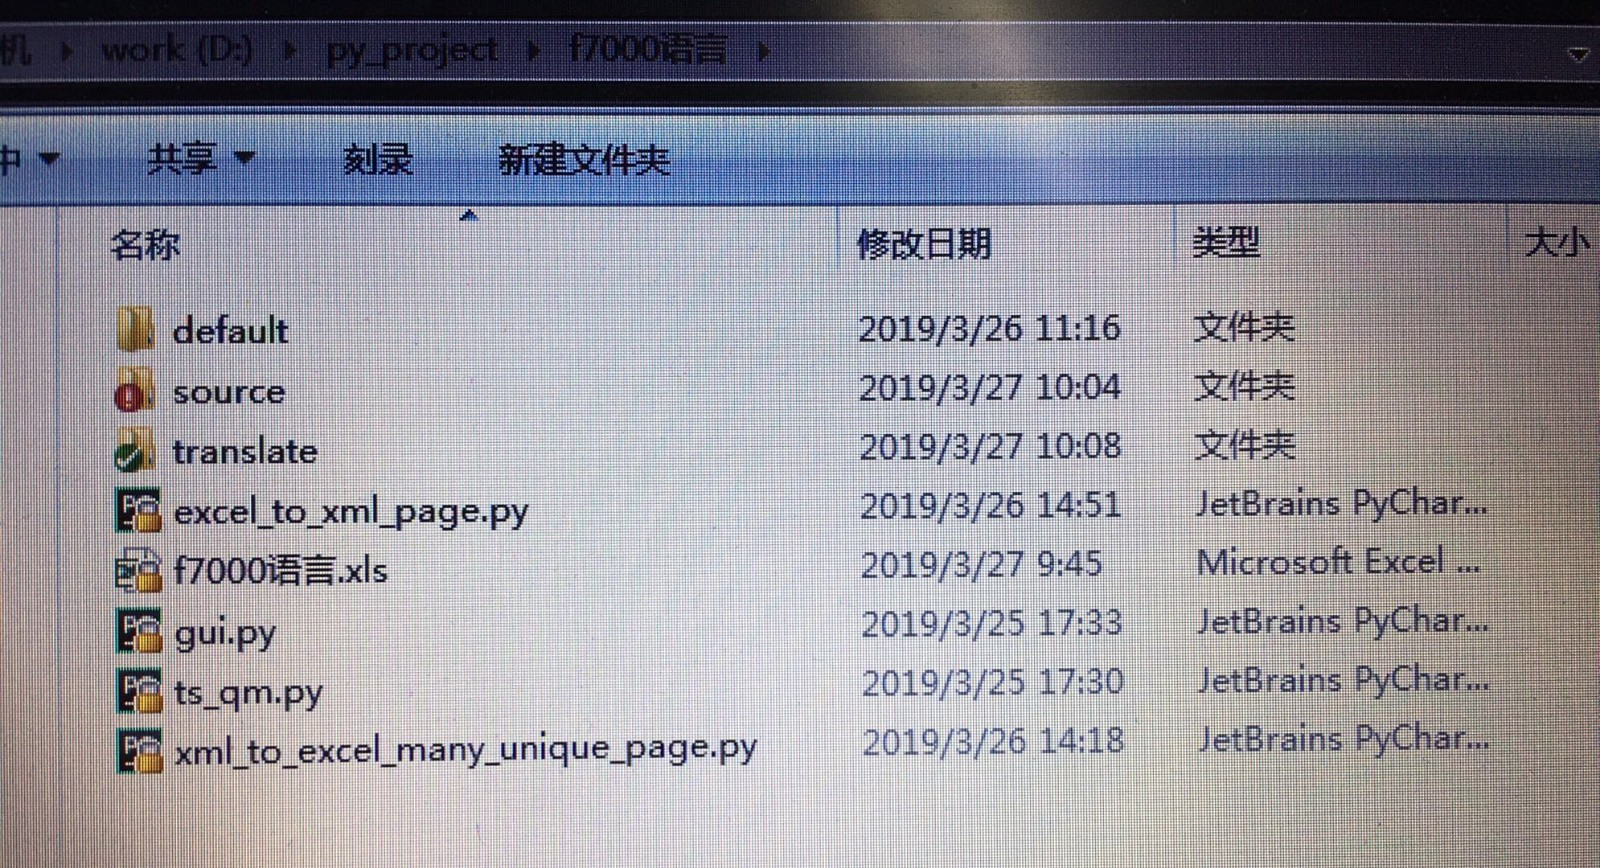 机 work (D:) py_project f7000语言
中 共享 刻录 新建文件夹
名称 修改日期 类型 大小
default 2019/3/26 11:16 文件夹
source 2019/3/27 10:04 文件夹
translate 2019/3/27 10:08 文件夹
excel_to_xml_page.py 2019/3/26 14:51 JetBrains PyChar...
f7000语言.xls 2019/3/27 9:45 Microsoft Excel ...
gui.py 2019/3/25 17:33 JetBrains PyChar...
ts_qm.py 2019/3/25 17:30 JetBrains PyChar...
xml_to_excel_many_unique_page.py 2019/3/26 14:18 JetBrains PyChar...